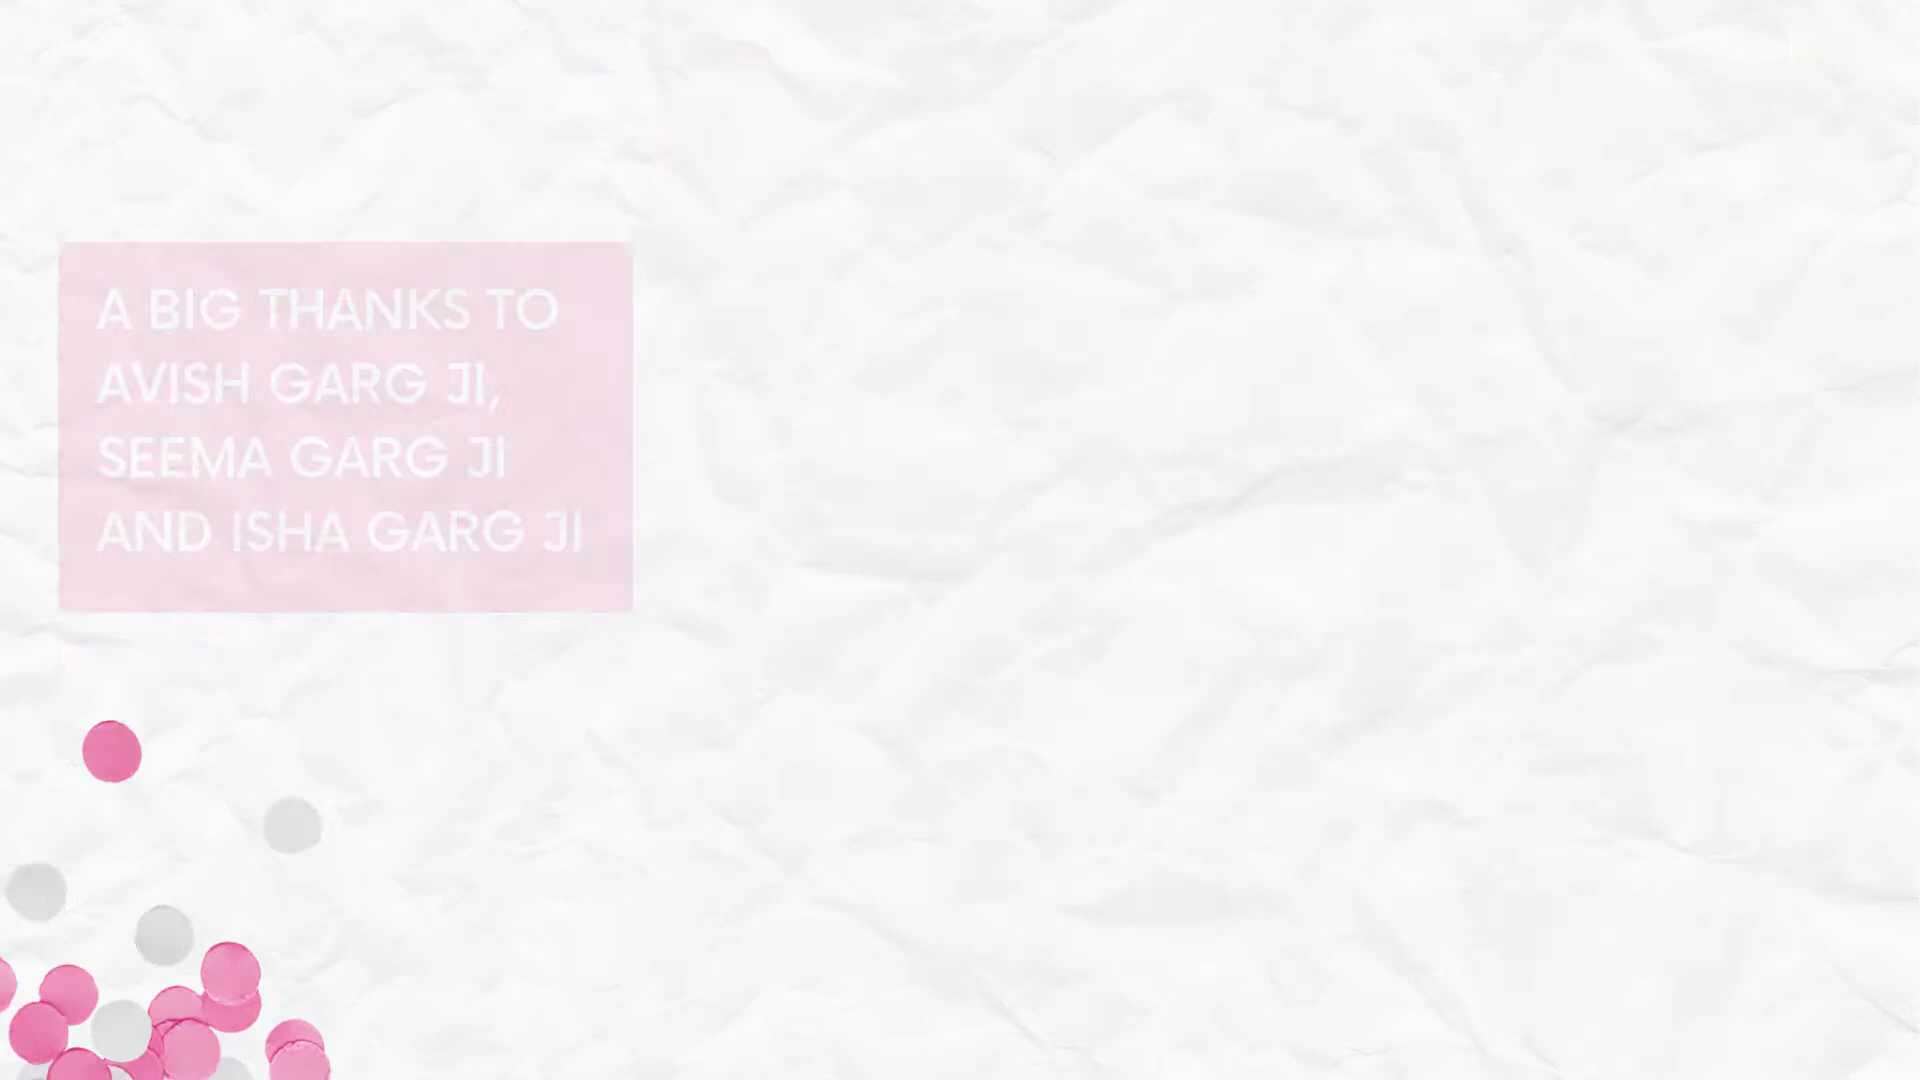 A BIG THANKS TO
AVISH GARG JI,
SEEMA GARG JI
AND ISHA GARG JI